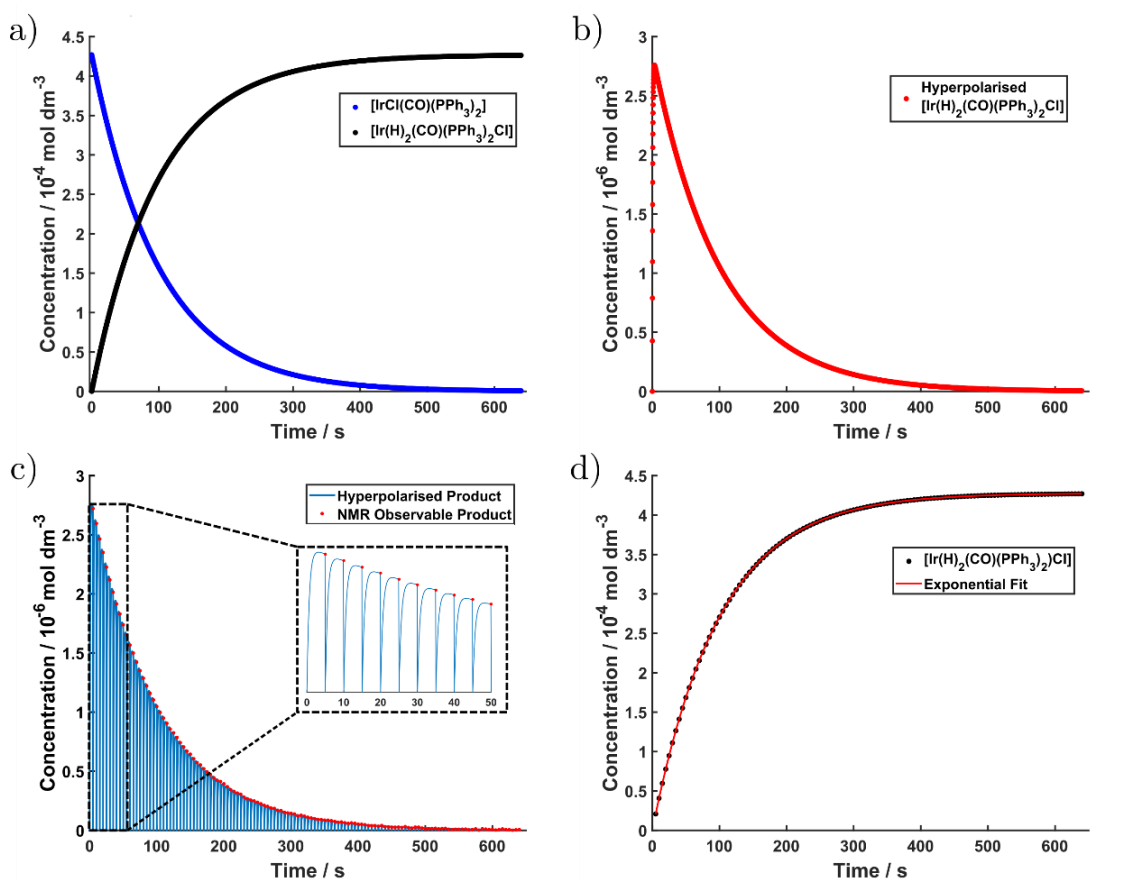 a)
4.5
4
3.5
3
2.5
2
1.5
1
0.5
0
Concentration / 10⁻⁴ mol dm⁻³
[IrCl(CO)(PPh₃)₂]
[Ir(H)₂(CO)(PPh₃)₂Cl]
0 100 200 300 400 500 600
Time / s
b)
3
2.5
2
1.5
1
0.5
0
Concentration / 10⁻⁶ mol dm⁻³
Hyperpolarised
[Ir(H)₂(CO)(PPh₃)₂Cl]
0 100 200 300 400 500 600
Time / s
c)
3
2.5
2
1.5
1
0.5
0
Concentration / 10⁻⁶ mol dm⁻³
Hyperpolarised Product
NMR Observable Product
0 10 20 30 40 50
0 100 200 300 400 500 600
Time / s
d)
4.5
4
3.5
3
4
2.5
2
1.5
1
0.5
0
Concentration / 10⁻⁴ mol dm⁻³
[Ir(H)₂(CO)(PPh₃)₂)Cl]
Exponential Fit
0 100 200 300 400 500 600
Time / s